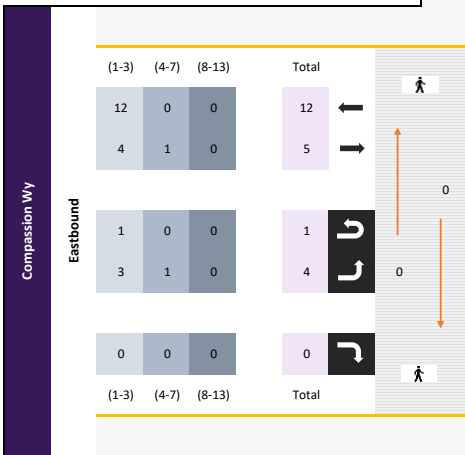 Compassion Wy
Eastbound
(1-3) (4-7) (8-13) Total
12 0 0 12
4 1 0 5
0
1 0 0 1
3 1 0 4 0
0 0 0 0
(1-3) (4-7) (8-13) Total